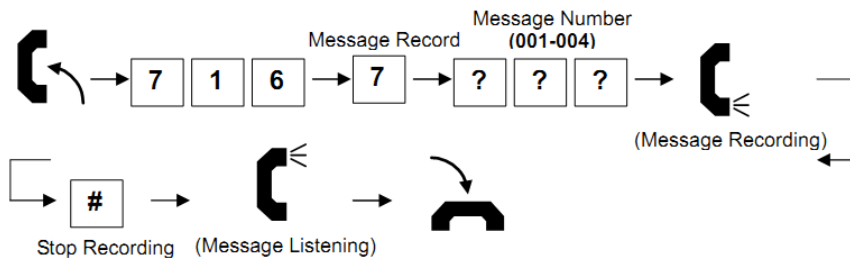 Message Number
Message Record (001-004)
7 1 6 7 ? ? ?
(Message Recording)
#
Stop Recording (Message Listening)